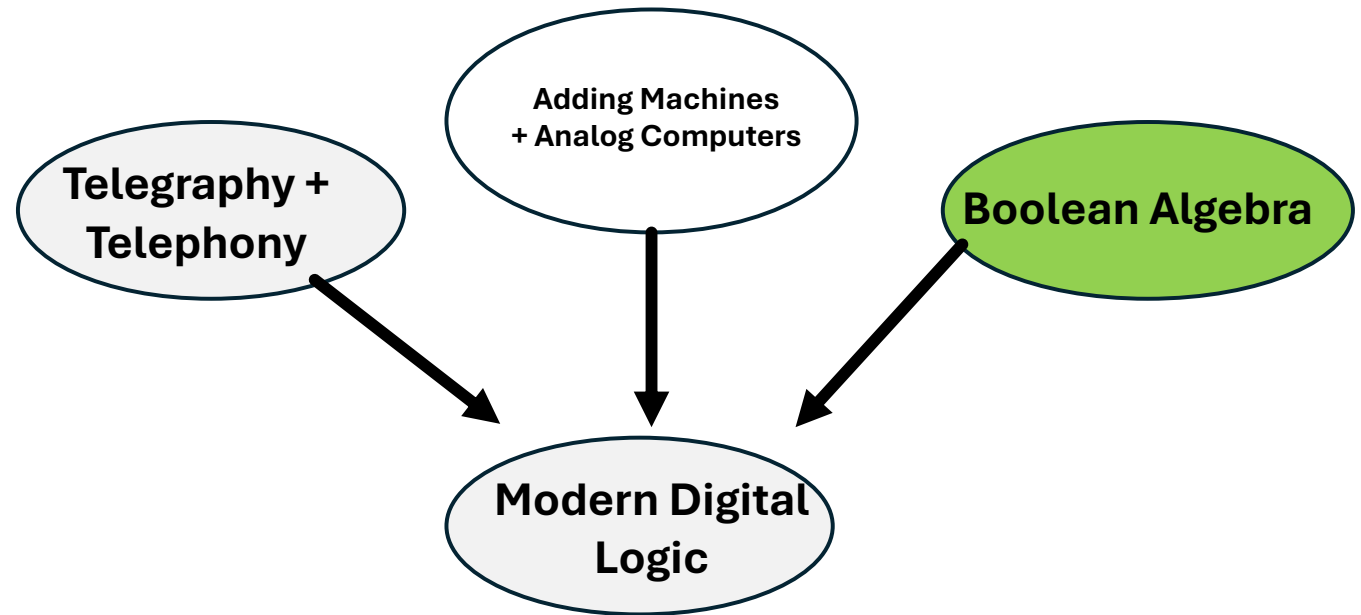 Adding Machines
+ Analog Computers
Telegraphy +
Telephony
Boolean Algebra
Modern Digital
Logic